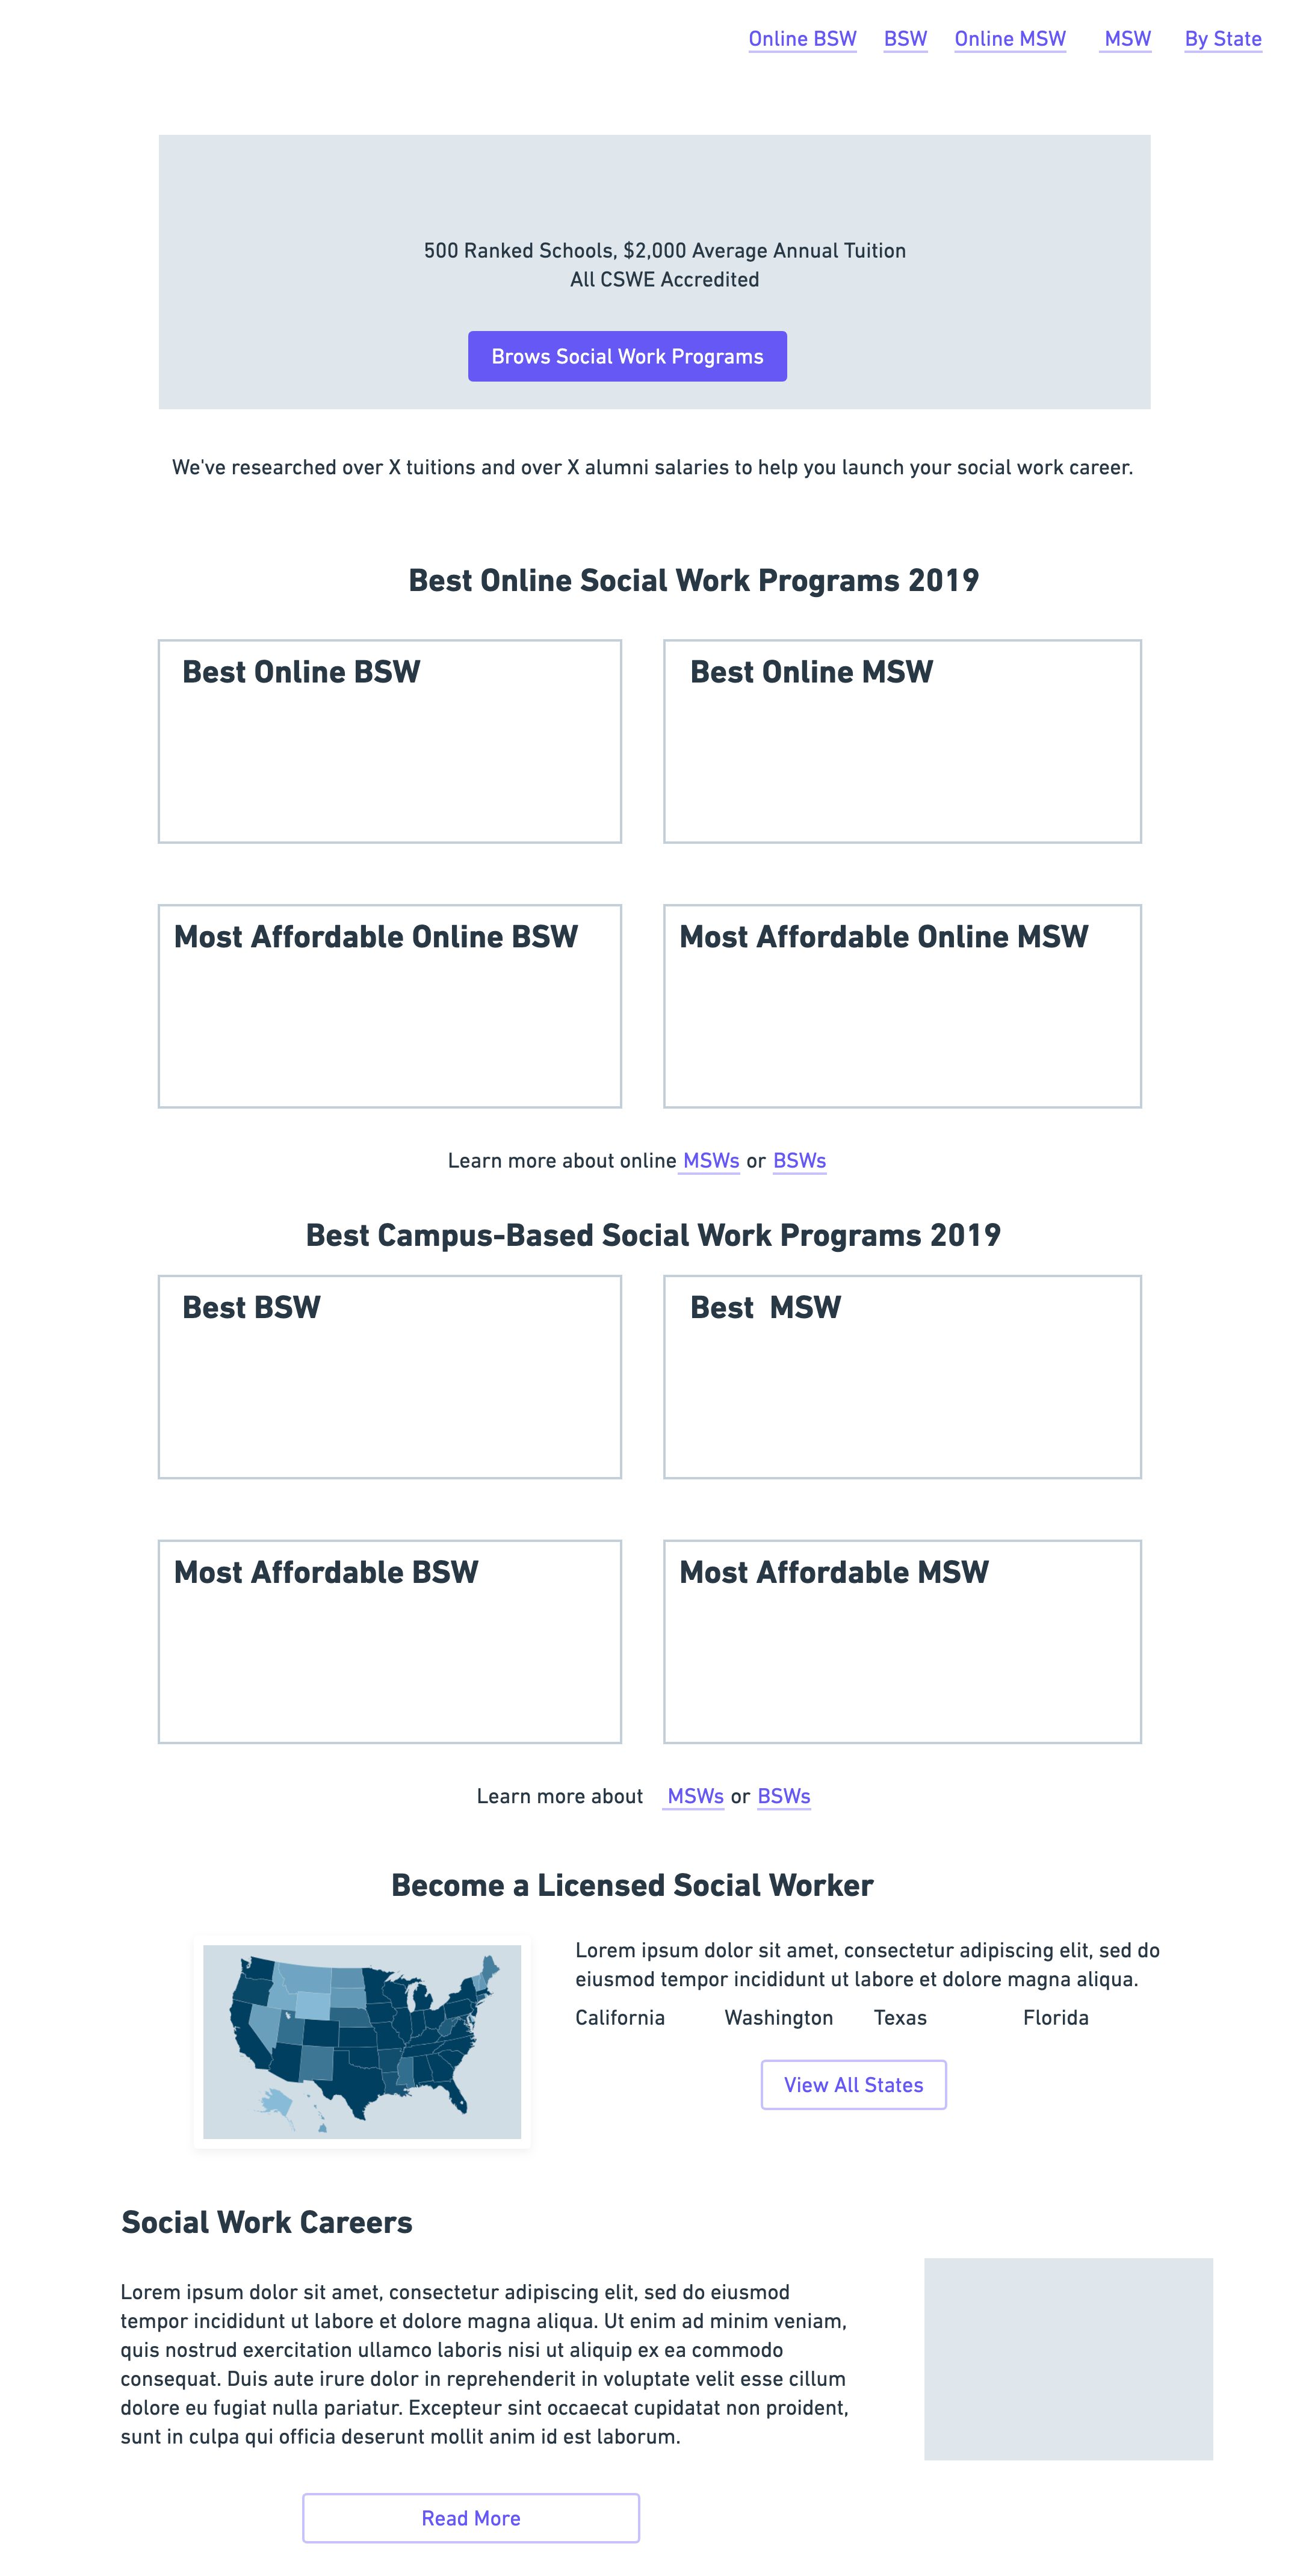 Online BSW BSW Online MSW MSW By State
500 Ranked Schools, $2,000 Average Annual Tuition
All CSWE Accredited
Brows Social Work Programs
We've researched over X tuitions and over X alumni salaries to help you launch your social work career.
Best Online Social Work Programs 2019
Best Online BSW
Best Online MSW
Most Affordable Online BSW
Most Affordable Online MSW
Learn more about online MSWs or BSWs
Best Campus-Based Social Work Programs 2019
Best BSW
Best MSW
Most Affordable BSW
Most Affordable MSW
Learn more about MSWs or BSWs
Become a Licensed Social Worker
Lorem ipsum dolor sit amet, consectetur adipiscing elit, sed do
eiusmod tempor incididunt ut labore et dolore magna aliqua.
California Washington Texas Florida
View All States
Social Work Careers
Lorem ipsum dolor sit amet, consectetur adipiscing elit, sed do eiusmod
tempor incididunt ut labore et dolore magna aliqua. Ut enim ad minim veniam,
quis nostrud exercitation ullamco laboris nisi ut aliquip ex ea commodo
consequat. Duis aute irure dolor in reprehenderit in voluptate velit esse cillum
dolore eu fugiat nulla pariatur. Excepteur sint occaecat cupidatat non proident,
sunt in culpa qui officia deserunt mollit anim id est laborum.
Read More